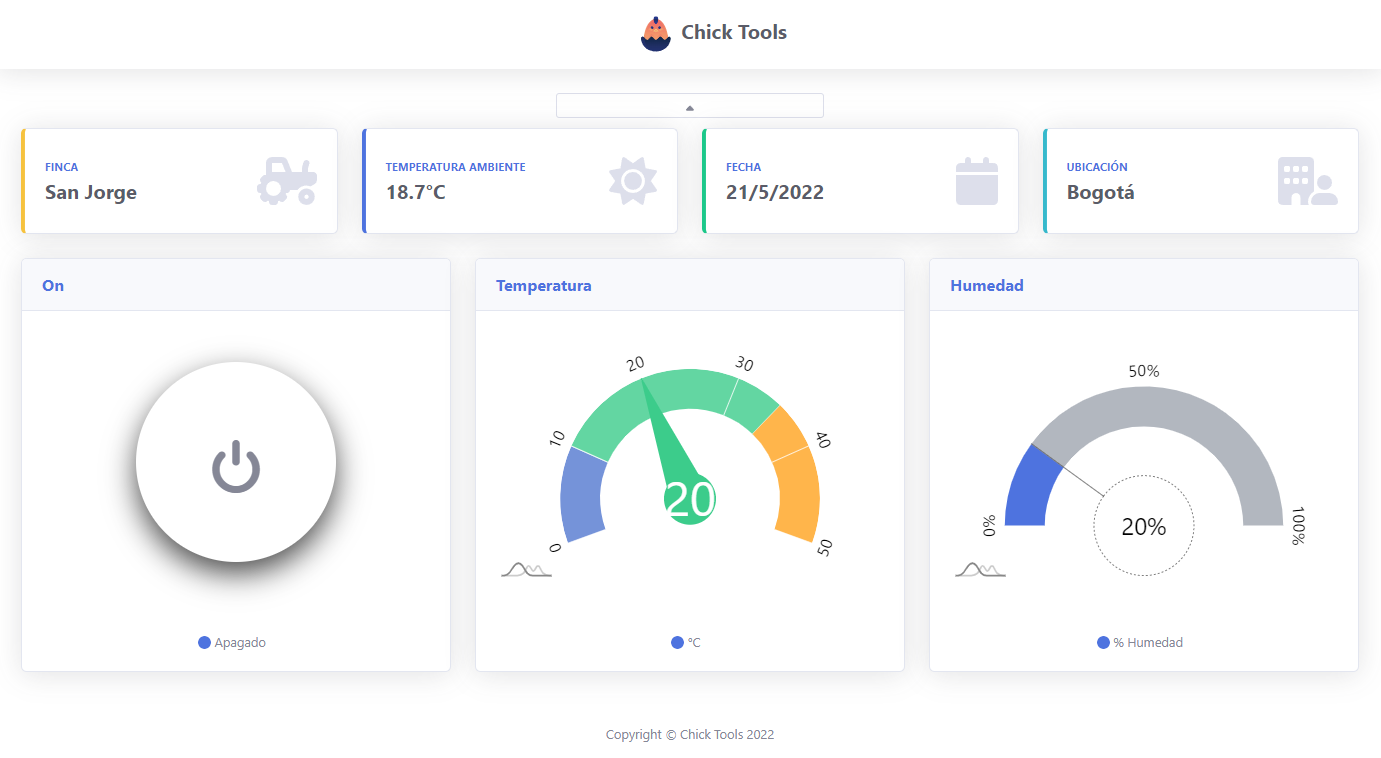 Chick Tools
FINCA
San Jorge
TEMPERATURA AMBIENTE
18.7°C
FECHA
21/5/2022
UBICACIÓN
Bogotá
On
Apagado
Temperatura
0
10
20
30
40
50
20
°C
Humedad
0%
50%
100%
20%
% Humedad
Copyright © Chick Tools 2022